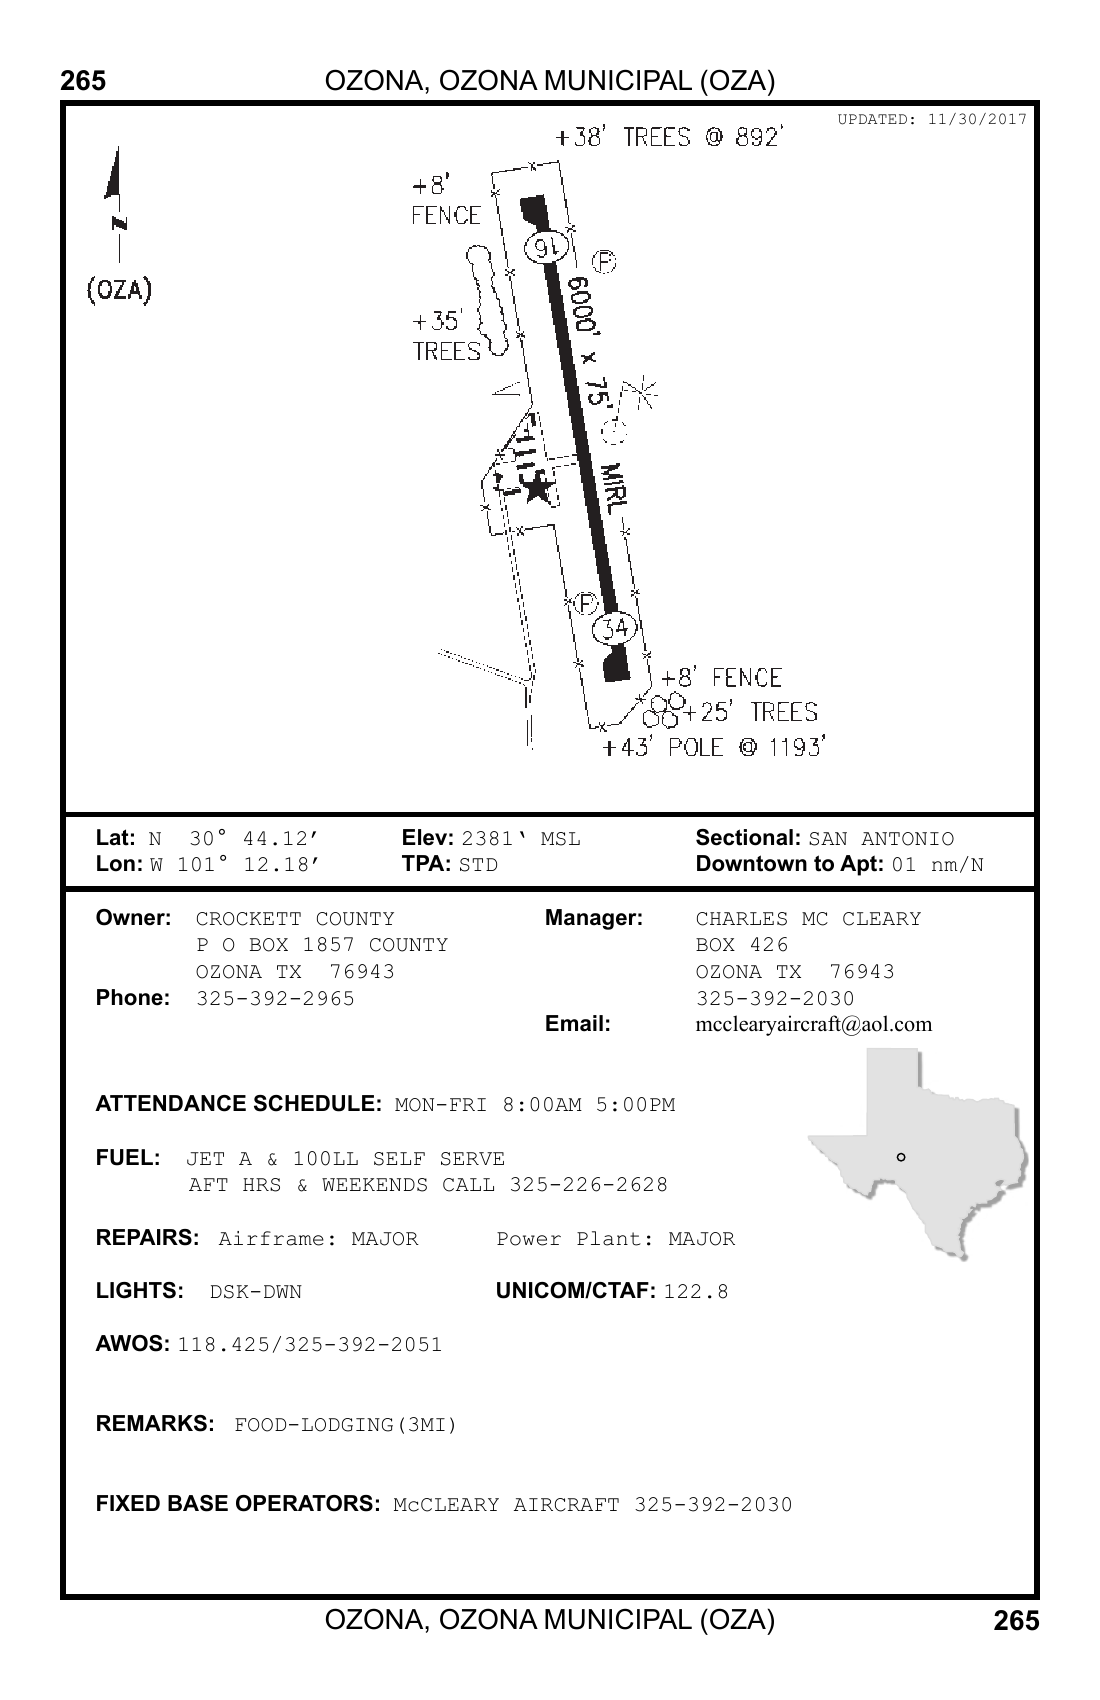 265 OZONA, OZONA MUNICIPAL (OZA)
UPDATED: 11/30/2017
+38' TREES @ 892'
+8'
FENCE
N
(OZA)
16
P
6000' x 75'
+35'
TREES
MIRL
P
34
+8' FENCE
+25' TREES
+43' POLE @ 1193'
Lat: N 30° 44.12′ Elev: 2381‛ MSL Sectional: SAN ANTONIO
Lon: W 101° 12.18′ TPA: STD Downtown to Apt: 01 nm/N
Owner: CROCKETT COUNTY Manager: CHARLES MC CLEARY
P O BOX 1857 COUNTY BOX 426
OZONA TX 76943 OZONA TX 76943
Phone: 325-392-2965 325-392-2030
Email: mcclearyaircraft@aol.com
ATTENDANCE SCHEDULE: MON-FRI 8:00AM 5:00PM
FUEL: JET A & 100LL SELF SERVE
AFT HRS & WEEKENDS CALL 325-226-2628
REPAIRS: Airframe: MAJOR Power Plant: MAJOR
LIGHTS: DSK-DWN UNICOM/CTAF: 122.8
AWOS: 118.425/325-392-2051
REMARKS: FOOD-LODGING(3MI)
FIXED BASE OPERATORS: McCLEARY AIRCRAFT 325-392-2030
OZONA, OZONA MUNICIPAL (OZA) 265